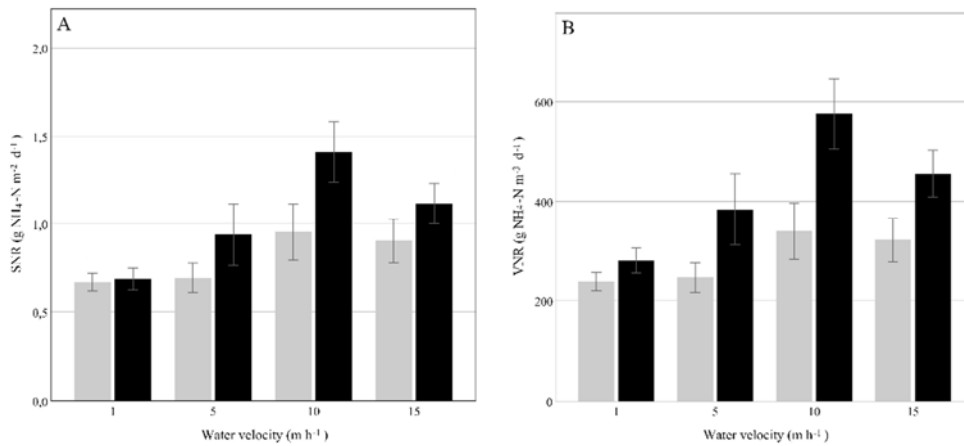 A
SNR (g NH₄-N m⁻² d⁻¹)
2,0
1,5
1,0
0,5
0,0
1 5 10 15
Water velocity (m h⁻¹)
B
VNR (g NH₄-N m⁻³ d⁻¹)
600
400
200
0
1 5 10 15
Water velocity (m h⁻¹)